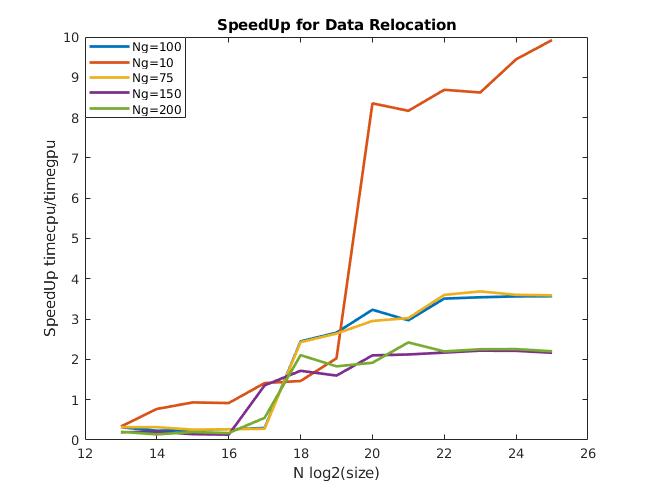 SpeedUp for Data Relocation
10
9
8
7
6
5
4
3
2
1
0
SpeedUp timecpu/timegpu
Ng=100
Ng=10
Ng=75
Ng=150
Ng=200
12 14 16 18 20 22 24 26
N log2(size)